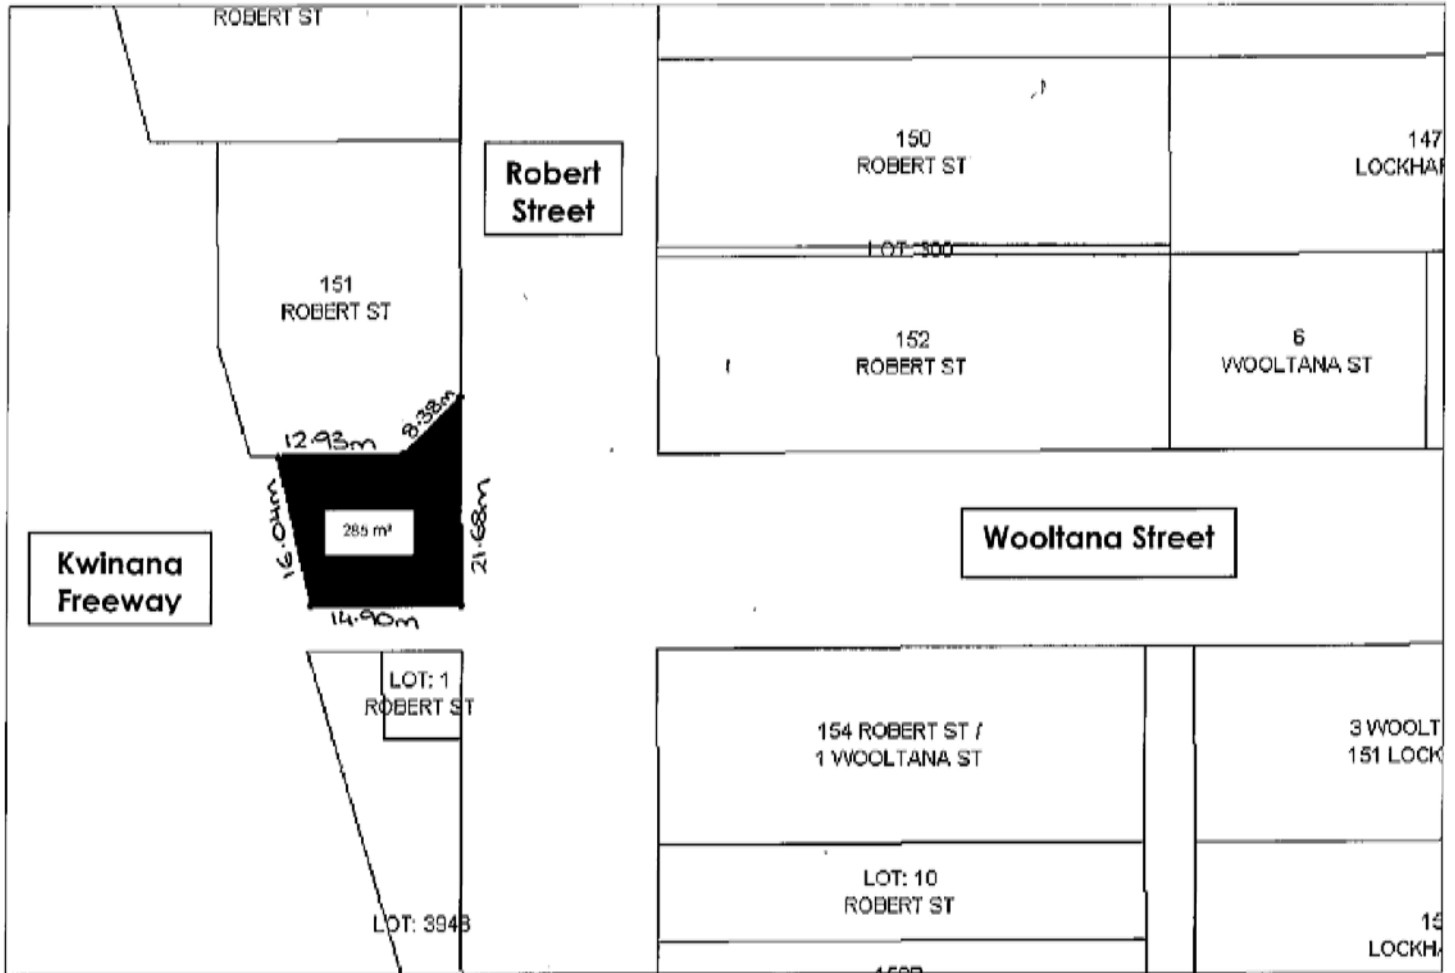 ROBERT ST
150
ROBERT ST
147
LOCKHAR
Robert
Street
LOT: 300
151
ROBERT ST
152
ROBERT ST
6
WOOLTANA ST
8.38m
12.93m
16.04m
285 m²
21.68m
14.90m
Kwinana
Freeway
Wooltana Street
LOT: 1
ROBERT ST
154 ROBERT ST /
1 WOOLTANA ST
3 WOOLT
151 LOCK
LOT: 10
ROBERT ST
LOT: 3948
15
LOCKHA